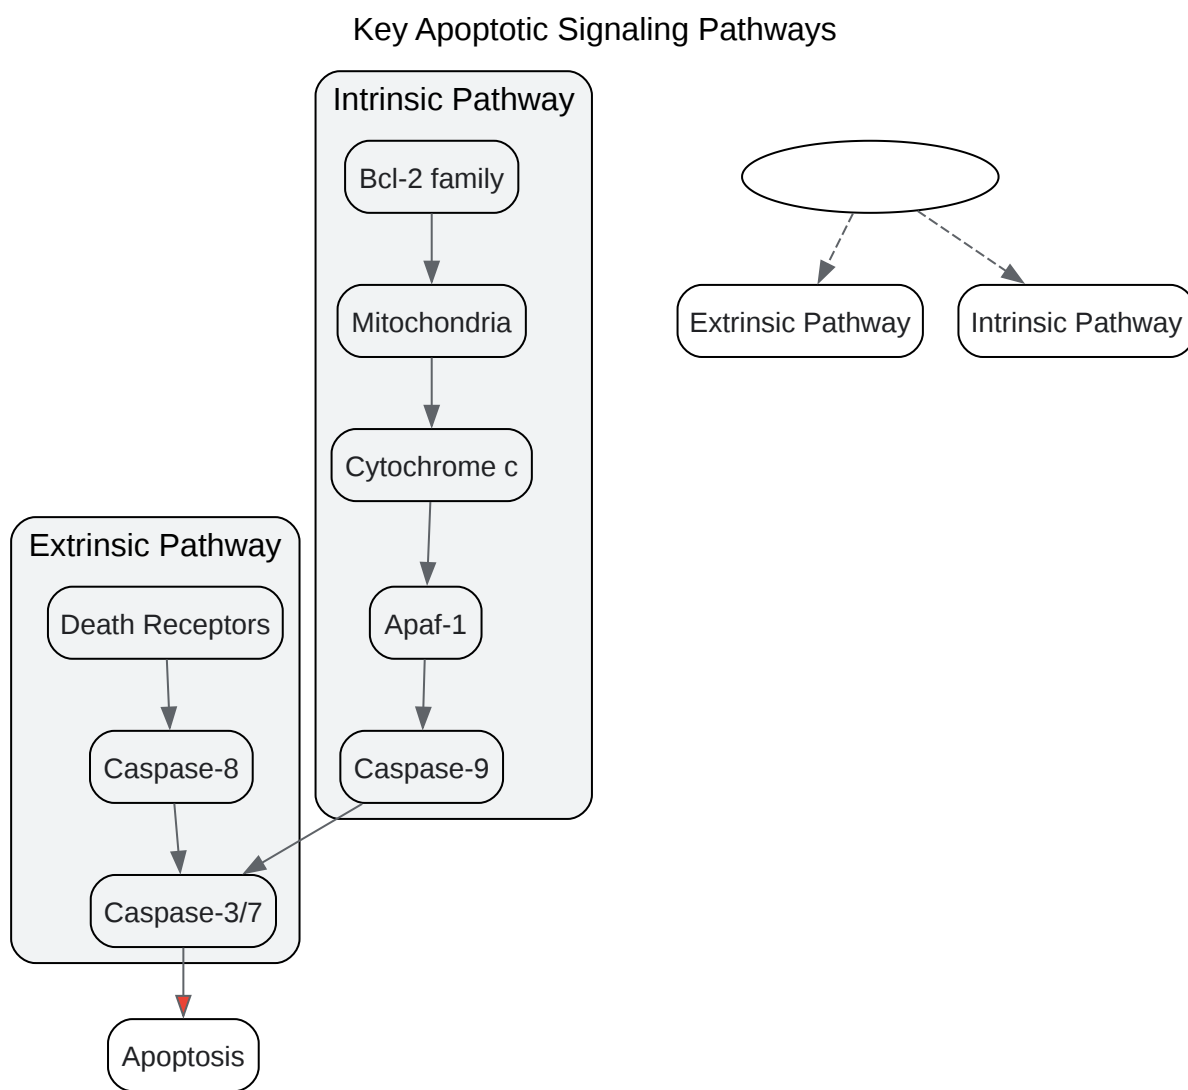 Key Apoptotic Signaling Pathways
Intrinsic Pathway
Bcl-2 family
Mitochondria
Cytochrome c
Apaf-1
Caspase-9
Extrinsic Pathway
Death Receptors
Caspase-8
Caspase-3/7
Apoptosis
Extrinsic Pathway
Intrinsic Pathway